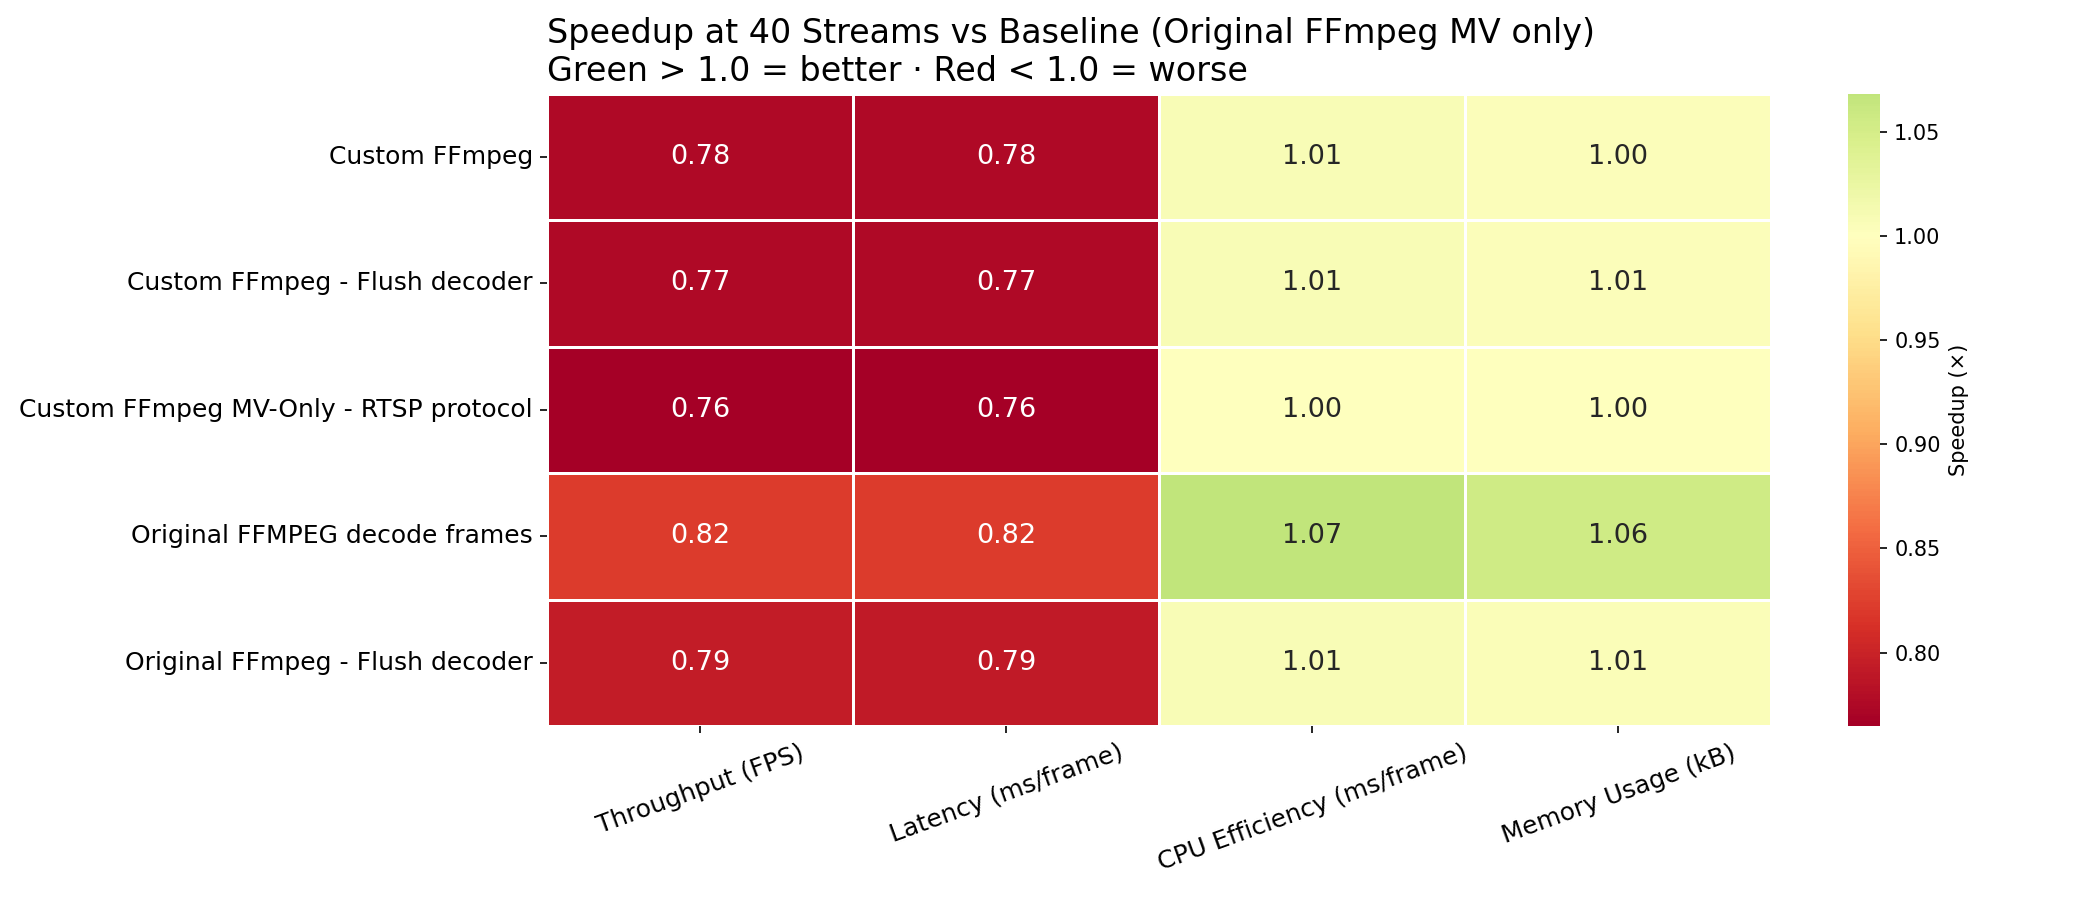 Speedup at 40 Streams vs Baseline (Original FFmpeg MV only)
Green > 1.0 = better · Red < 1.0 = worse
Custom FFmpeg
0.78
0.78
1.01
1.00
Custom FFmpeg - Flush decoder
0.77
0.77
1.01
1.01
Custom FFmpeg MV-Only - RTSP protocol
0.76
0.76
1.00
1.00
Original FFMPEG decode frames
0.82
0.82
1.07
1.06
Original FFmpeg - Flush decoder
0.79
0.79
1.01
1.01
Throughput (FPS)
Latency (ms/frame)
CPU Efficiency (ms/frame)
Memory Usage (kB)
1.05
1.00
0.95
0.90
0.85
0.80
Speedup (×)